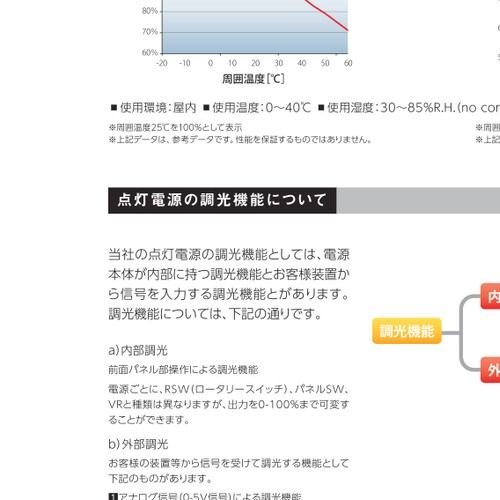 80%
70%
60%
-20 -10 0 10 20 30 40 50 60
周囲温度[℃]
■使用環境：屋内 ■使用温度：0～40℃ ■使用湿度：30～85%R.H.(no con
※周囲温度25℃を100%として表示
※上記データは、参考データです。性能を保証するものではありません。
※周囲
※上記
点灯電源の調光機能について
当社の点灯電源の調光機能としては、電源
本体が内部に持つ調光機能とお客様装置か
ら信号を入力する調光機能とがあります。
調光機能については、下記の通りです。
調光機能
内
外
a)内部調光
前面パネル部操作による調光機能
電源ごとに、RSW（ロータリースイッチ）、パネルSW、
VRと種類は異なりますが、出力を0-100%まで可変す
ることができます。
b)外部調光
お客様の装置等から信号を受けて調光する機能として
下記のものがあります。
1アナログ信号(0-5V信号)による調光機能